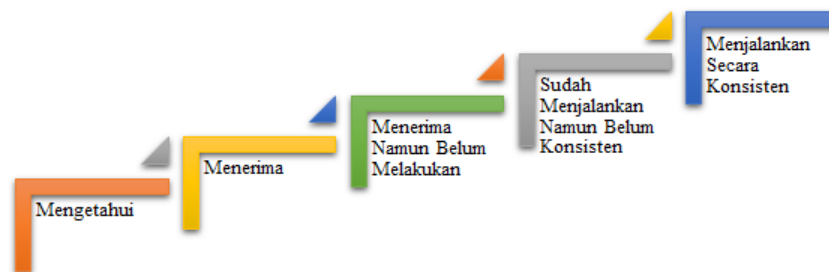 Mengetahui
Menerima
Menerima
Namun Belum
Melakukan
Sudah
Menjalankan
Namun Belum
Konsisten
Menjalankan
Secara
Konsisten